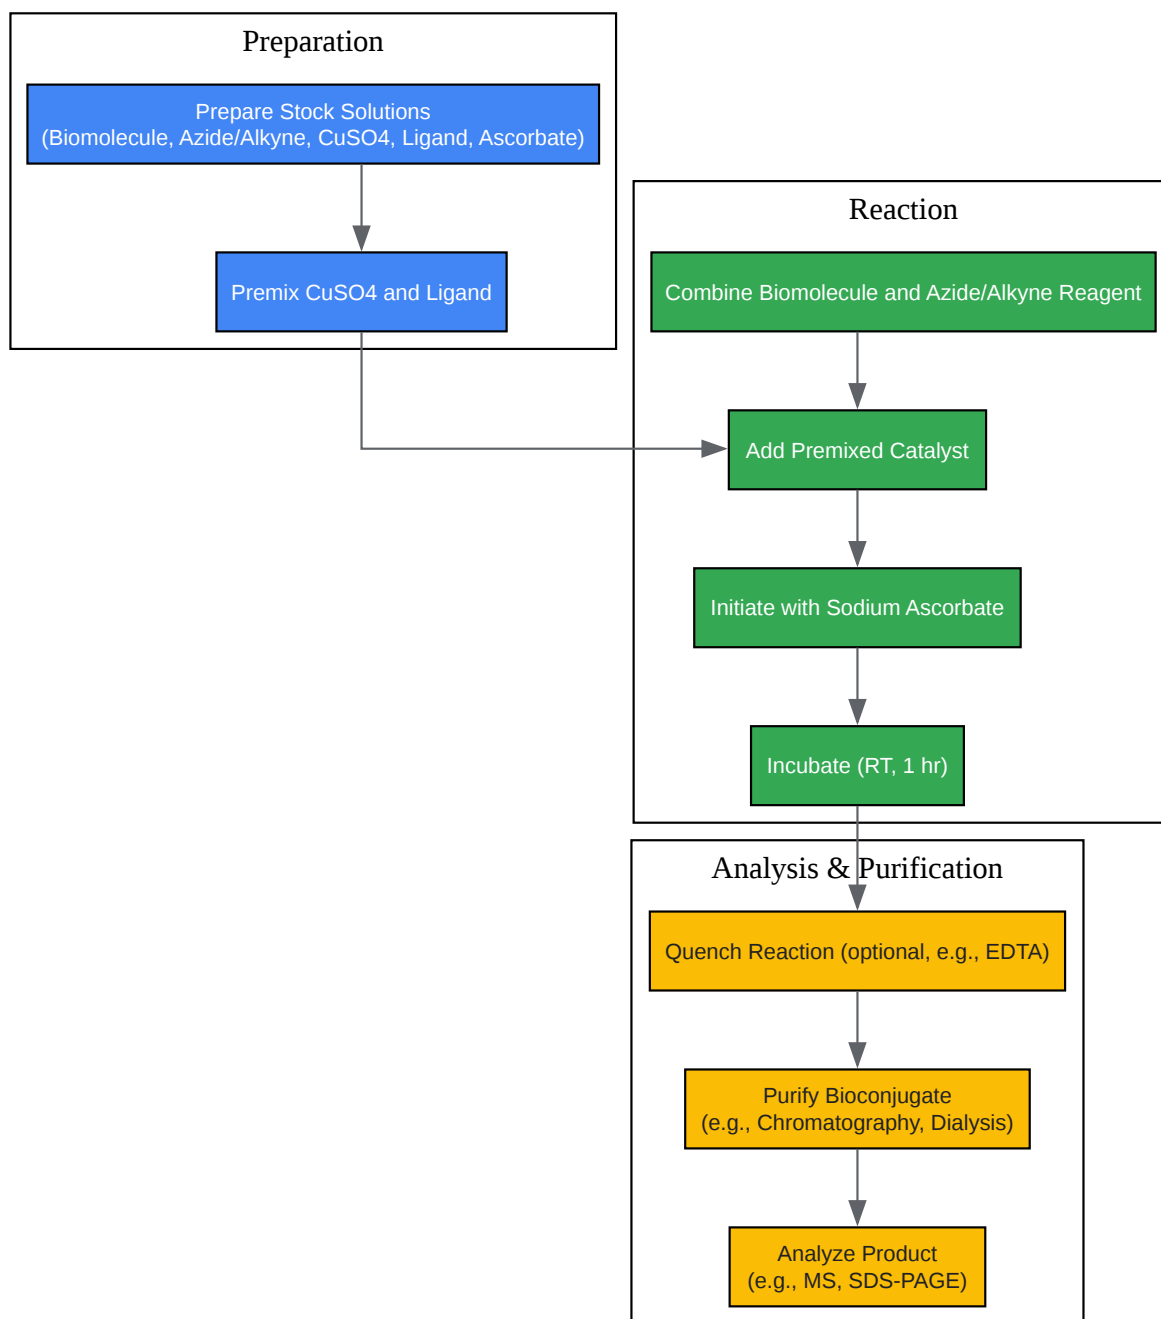 Preparation
Prepare Stock Solutions
(Biomolecule, Azide/Alkyne, CuSO4, Ligand, Ascorbate)
Premix CuSO4 and Ligand
Reaction
Combine Biomolecule and Azide/Alkyne Reagent
Add Premixed Catalyst
Initiate with Sodium Ascorbate
Incubate (RT, 1 hr)
Analysis & Purification
Quench Reaction (optional, e.g., EDTA)
Purify Bioconjugate
(e.g., Chromatography, Dialysis)
Analyze Product
(e.g., MS, SDS-PAGE)